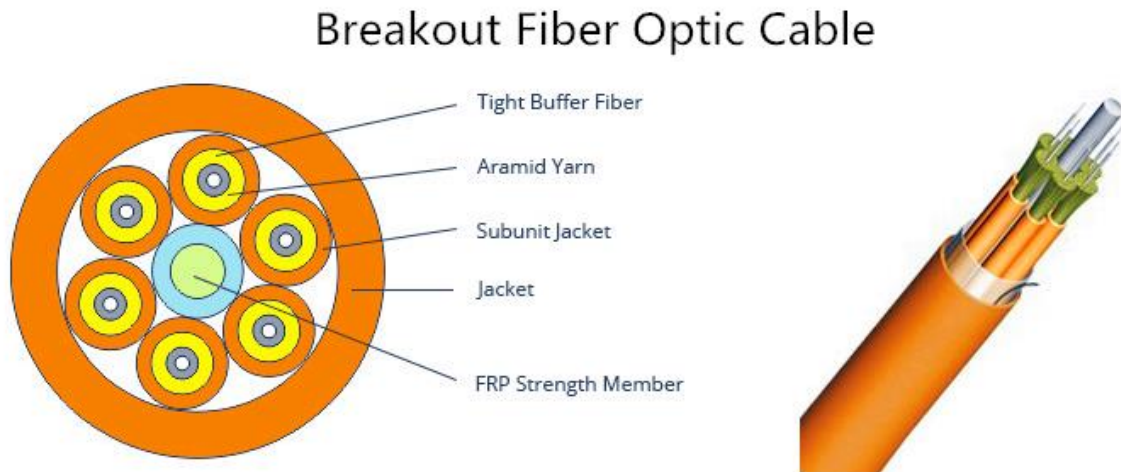 Breakout Fiber Optic Cable
Tight Buffer Fiber
Aramid Yarn
Subunit Jacket
Jacket
FRP Strength Member